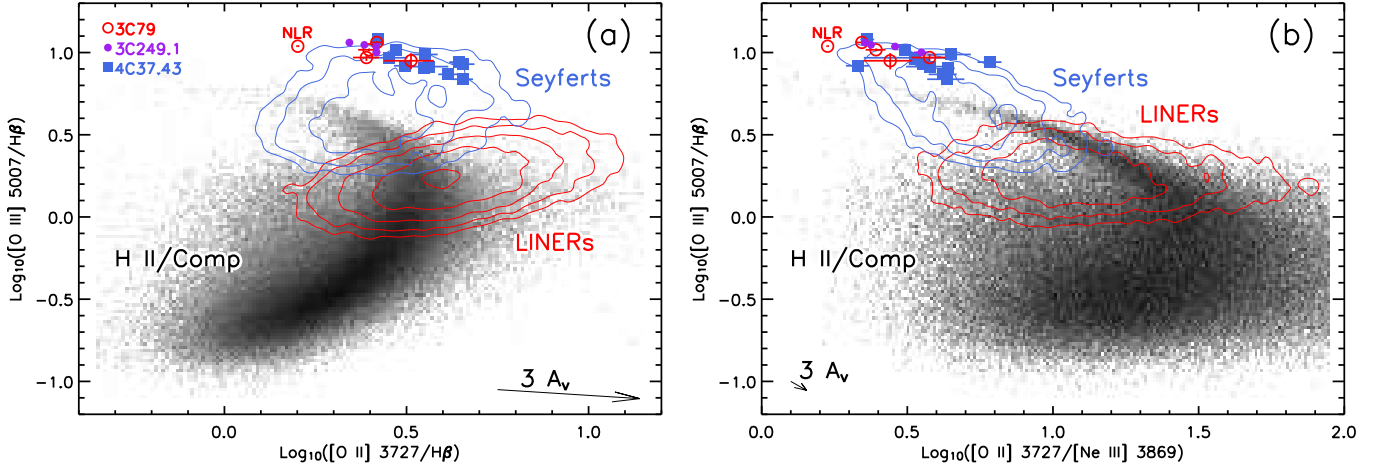 3C79
3C249.1
4C37.43
NLR
(a)
Seyferts
LINERs
H II/Comp
3 Av
1.0
0.5
0.0
−0.5
−1.0
Log10([O III] 5007/Hβ)
0.0
0.5
1.0
Log10([O II] 3727/Hβ)
NLR
(b)
Seyferts
LINERs
H II/Comp
3 Av
1.0
0.5
0.0
−0.5
−1.0
Log10([O III] 5007/Hβ)
0.0
0.5
1.0
1.5
2.0
Log10([O II] 3727/[Ne III] 3869)